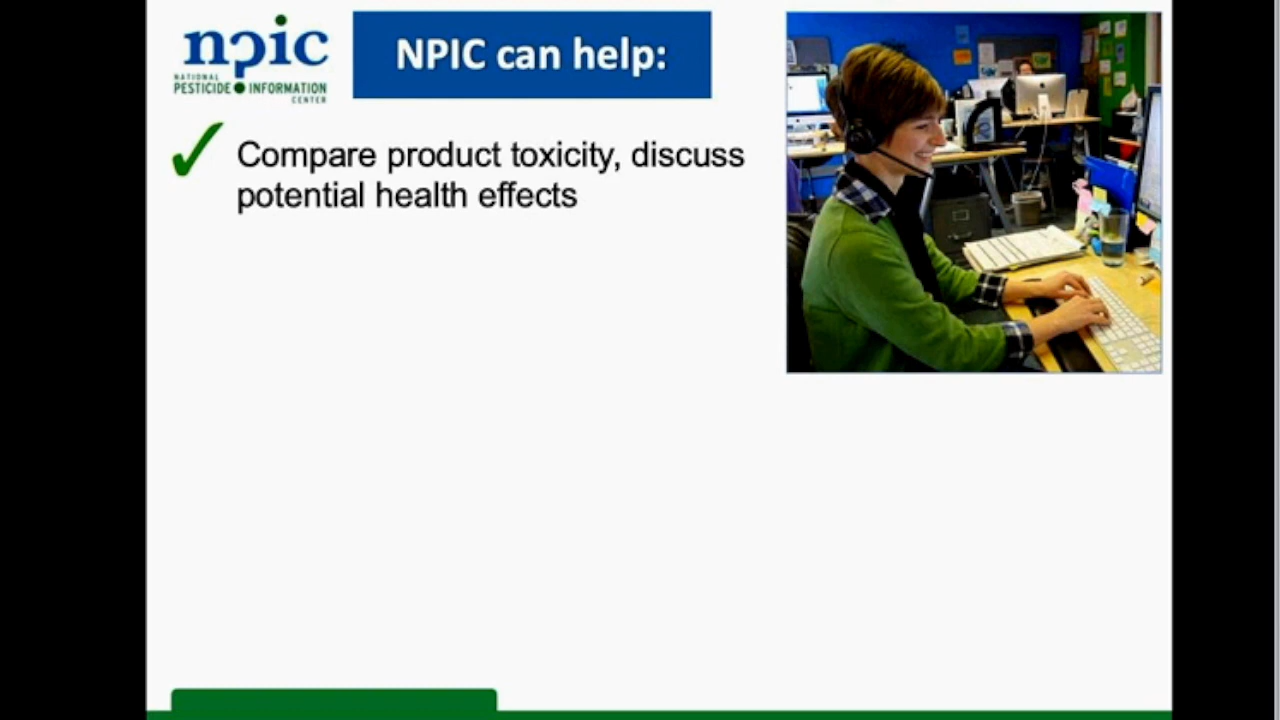 npic
NATIONAL
PESTICIDE INFORMATION
CENTER
NPIC can help:
Compare product toxicity, discuss
potential health effects